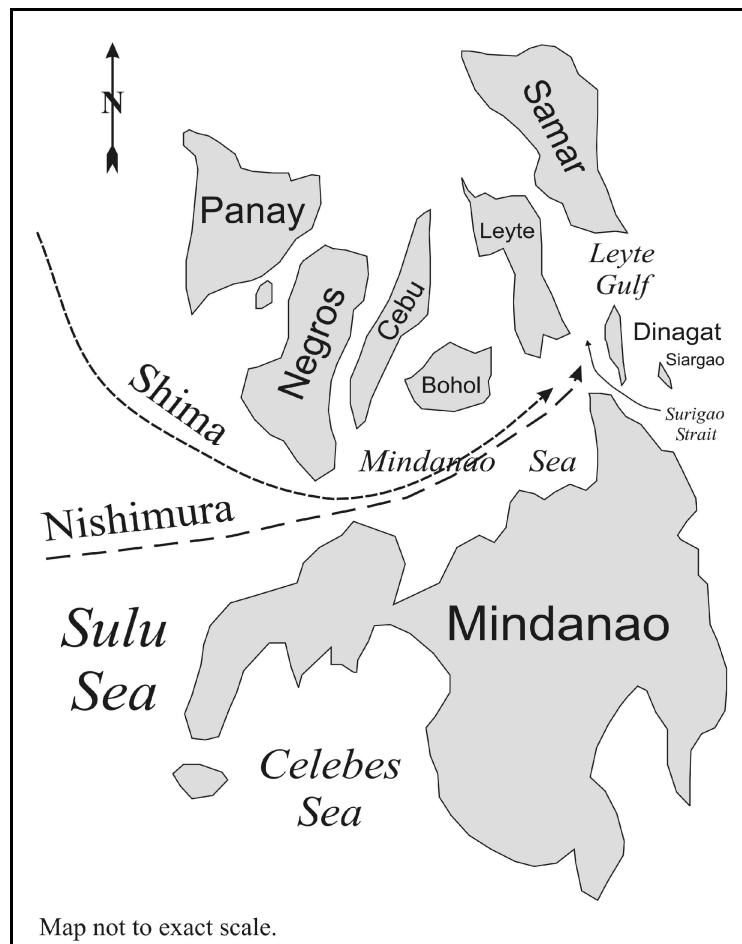 N
Samar
Panay
Leyte
Leyte
Gulf
Cebu
Negros
Dinagat
Siargao
Bohol
Shima
Surigao
Strait
Mindanao Sea
Nishimura
Sulu
Sea
Mindanao
Celebes
Sea
Map not to exact scale.